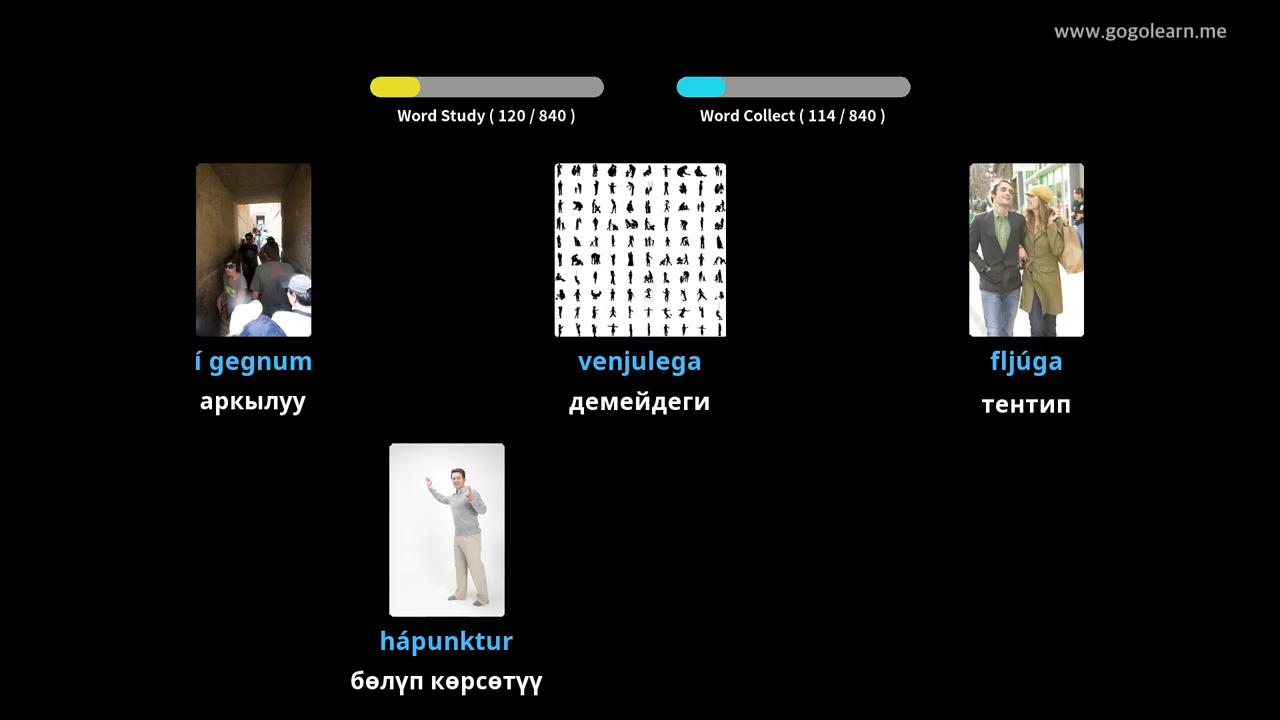 www.gogolearn.me
Word Study ( 120 / 840 )
Word Collect ( 114 / 840 )
í gegnum
аркылуу
venjulega
демейдеги
fljúga
тентип
hápunktur
бөлүп көрсөтүү